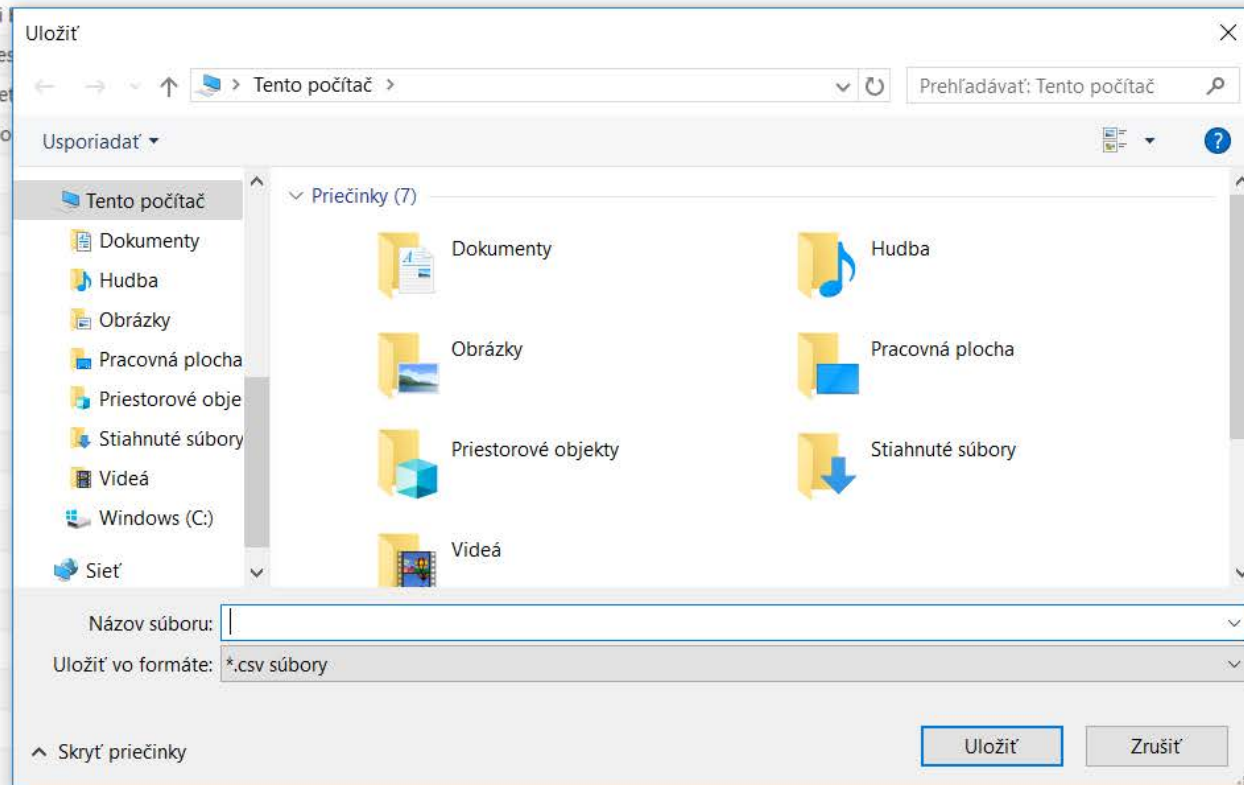 Uložiť
Tento počítač
Prehľadávať: Tento počítač
Usporiadať
Tento počítač
Dokumenty
Hudba
Obrázky
Pracovná plocha
Priestorové obje
Stiahnuté súbory
Videá
Windows (C:)
Sieť
Priečinky (7)
Dokumenty
Hudba
Obrázky
Pracovná plocha
Priestorové objekty
Stiahnuté súbory
Videá
Názov súboru:
Uložiť vo formáte: *.csv súbory
Skryť priečinky
Uložiť
Zrušiť